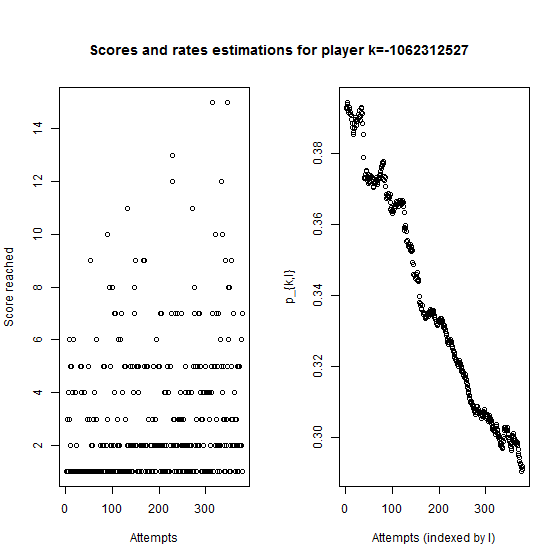 Scores and rates estimations for player k=-1062312527
Score reached
2 4 6 8 10 12 14
0 100 200 300
Attempts
p_{k,l}
0.30 0.32 0.34 0.36 0.38
0 100 200 300
Attempts (indexed by l)